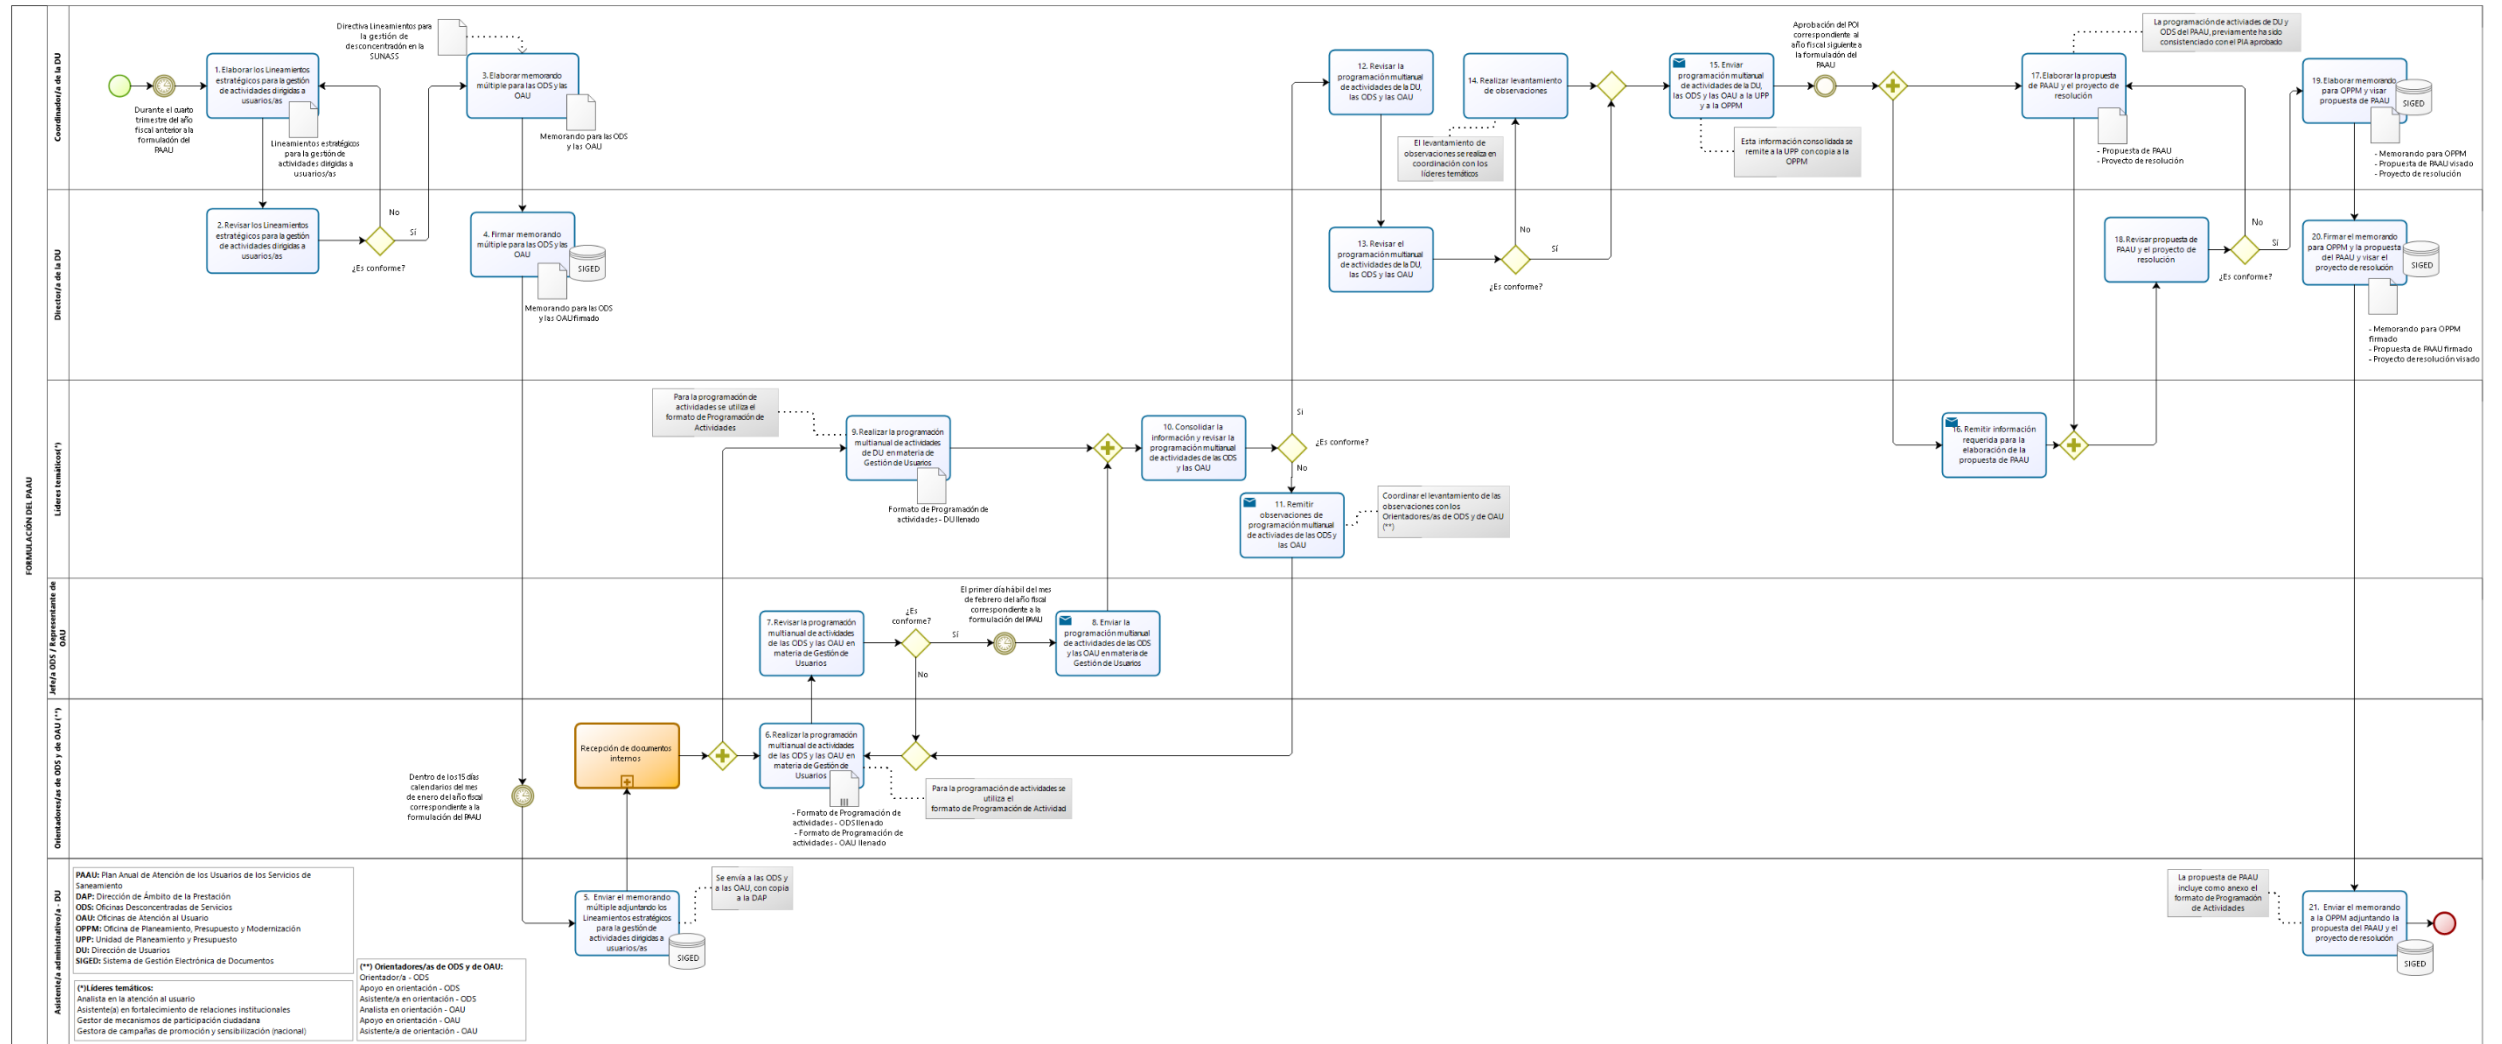 FORMULACIÓN DEL PAAU
Coordinador/a de la DU
Durante el cuarto
trimestre del año
fiscal anterior a la
formulación del
PAAU
1. Elaborar los Lineamientos
estratégicos para la gestión
de actividades dirigidas a
usuarios/as
Lineamientos estratégicos
para la gestión de
actividades dirigidas a
usuarios/as
Directiva Lineamientos para
la gestión de
desconcentración en la
SUNASS
3. Elaborar memorando
múltiple para las ODS y las
OAU
Memorando para las ODS
y las OAU
12. Revisar la
programación multianual
de actividades de la DU,
las ODS y las OAU
14. Realizar levantamiento
de observaciones
El levantamiento de
observaciones se realiza en
coordinación con los
líderes temáticos
15. Enviar
programación multianual
de actividades de la DU,
las ODS y las OAU a la UPP
y a la OPPM
Esta información consolidada se
remite a la UPP con copia a la
OPPM
Aprobación del POI
correspondiente al
año fiscal siguiente a
la formulación del
PAAU
La programación de activiades de DU y
ODS del PAAU, previamente ha sido
consistenciado con el PIA aprobado
17. Elaborar la propuesta
de PAAU y el proyecto de
resolución
- Propuesta de PAAU
- Proyecto de resolución
19. Elaborar memorando
para OPPM y visar
propuesta de PAAU
SIGED
- Memorando para OPPM
- Propuesta de PAAU visado
- Proyecto de resolución
Director/a de la DU
2. Revisar los Lineamientos
estratégicos para la gestión
de actividades dirigidas a
usuarios/as
No
Sí
¿Es conforme?
4. Firmar memorando
múltiple para las ODS y las
OAU
SIGED
Memorando para las ODS
y las OAU firmado
13. Revisar el
programación multianual
de actividades de la DU,
las ODS y las OAU
No
Sí
¿Es conforme?
18. Revisar propuesta de
PAAU y el proyecto de
resolución
No
Sí
¿Es conforme?
20. Firmar el memorando
para OPPM y la propuesta
del PAAU y visar el
proyecto de resolución
SIGED
- Memorando para OPPM
firmado
- Propuesta de PAAU firmado
- Proyecto de resolución visado
Líderes temáticos(*)
Para la programación de
actividades se utiliza el
formato de Programación de
Actividades
9. Realizar la programación
multianual de actividades
de DU en materia de
Gestión de Usuarios
Formato de Programación de
actividades - DU llenado
10. Consolidar la
información y revisar la
programación multianual
de actividades de las ODS
y las OAU
Sí
¿Es conforme?
No
11. Remitir
observaciones de
programación multianual
de activiades de las ODS y
las OAU
Coordinar el levantamiento de las
observaciones con los
Orientadores/as de ODS y de OAU
(**)
16. Remitir información
requerida para la
elaboración de la
propuesta de PAAU
Jefe/a ODS / Representante de
OAU
7. Revisar la programación
multianual de actividades
de las ODS y las OAU en
materia de Gestión de
Usuarios
¿Es
conforme?
Sí
No
El primer día hábil del mes
de febrero del año fiscal
correspondiente a la
formulación del PAAU
8. Enviar la
programación multianual
de actividades de las ODS
y las OAU en materia de
Gestión de Usuarios
Orientadores/as de ODS y de OAU (**)
Dentro de los 15 días
calendarios del mes
de enero del año fiscal
correspondiente a la
formulación del PAAU
Recepción de documentos
internos
6. Realizar la programación
multianual de actividades
de las ODS y las OAU en
materia de Gestión de
Usuarios
- Formato de Programación de
actividades - ODS llenado
- Formato de Programación de
actividades - OAU llenado
Para la programación de actividades se
utiliza el
formato de Programación de Actividad
Asistente/a administrativo/a - DU
PAAU: Plan Anual de Atención de los Usuarios de los Servicios de
Saneamiento
DAP: Dirección de Ámbito de la Prestación
ODS: Oficinas Desconcentradas de Servicios
OAU: Oficinas de Atención al Usuario
OPPM: Oficina de Planeamiento, Presupuesto y Modernización
UPP: Unidad de Planeamiento y Presupuesto
DU: Dirección de Usuarios
SIGED: Sistema de Gestión Electrónica de Documentos
(*)Líderes temáticos:
Analista en la atención al usuario
Asistente(a) en fortalecimiento de relaciones institucionales
Gestor de mecanismos de participación ciudadana
Gestora de campañas de promoción y sensibilización (nacional)
(**) Orientadores/as de ODS y de OAU:
Orientador/a - ODS
Apoyo en orientación - ODS
Asistente/a en orientación - ODS
Analista en orientación - OAU
Apoyo en orientación - OAU
Asistente/a de orientación - OAU
5. Enviar el memorando
múltiple adjuntando los
Lineamientos estratégicos
para la gestión de
actividades dirigidas a
usuarios/as
SIGED
Se envía a las ODS y
a las OAU, con copia
a la DAP
La propuesta de PAAU
incluye como anexo el
formato de Programación
de Actividades
21. Enviar el memorando
a la OPPM adjuntando la
propuesta del PAAU y el
proyecto de resolución
SIGED